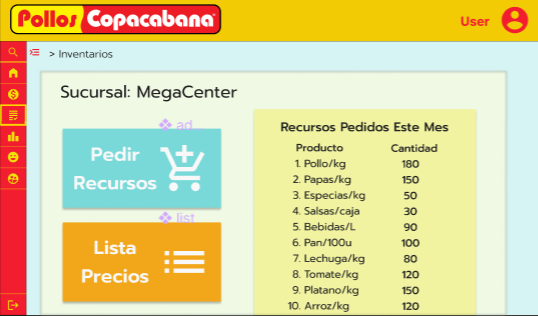 Pollos Copacabana
User
> Inventarios
Sucursal: MegaCenter
ad
Pedir
Recursos
list
Lista
Precios
Recursos Pedidos Este Mes
Producto Cantidad
1. Pollo/kg 180
2. Papas/kg 150
3. Especias/kg 50
4. Salsas/caja 30
5. Bebidas/L 90
6. Pan/100u 100
7. Lechuga/kg 80
8. Tomate/kg 120
9. Platano/kg 150
10. Arroz/kg 120